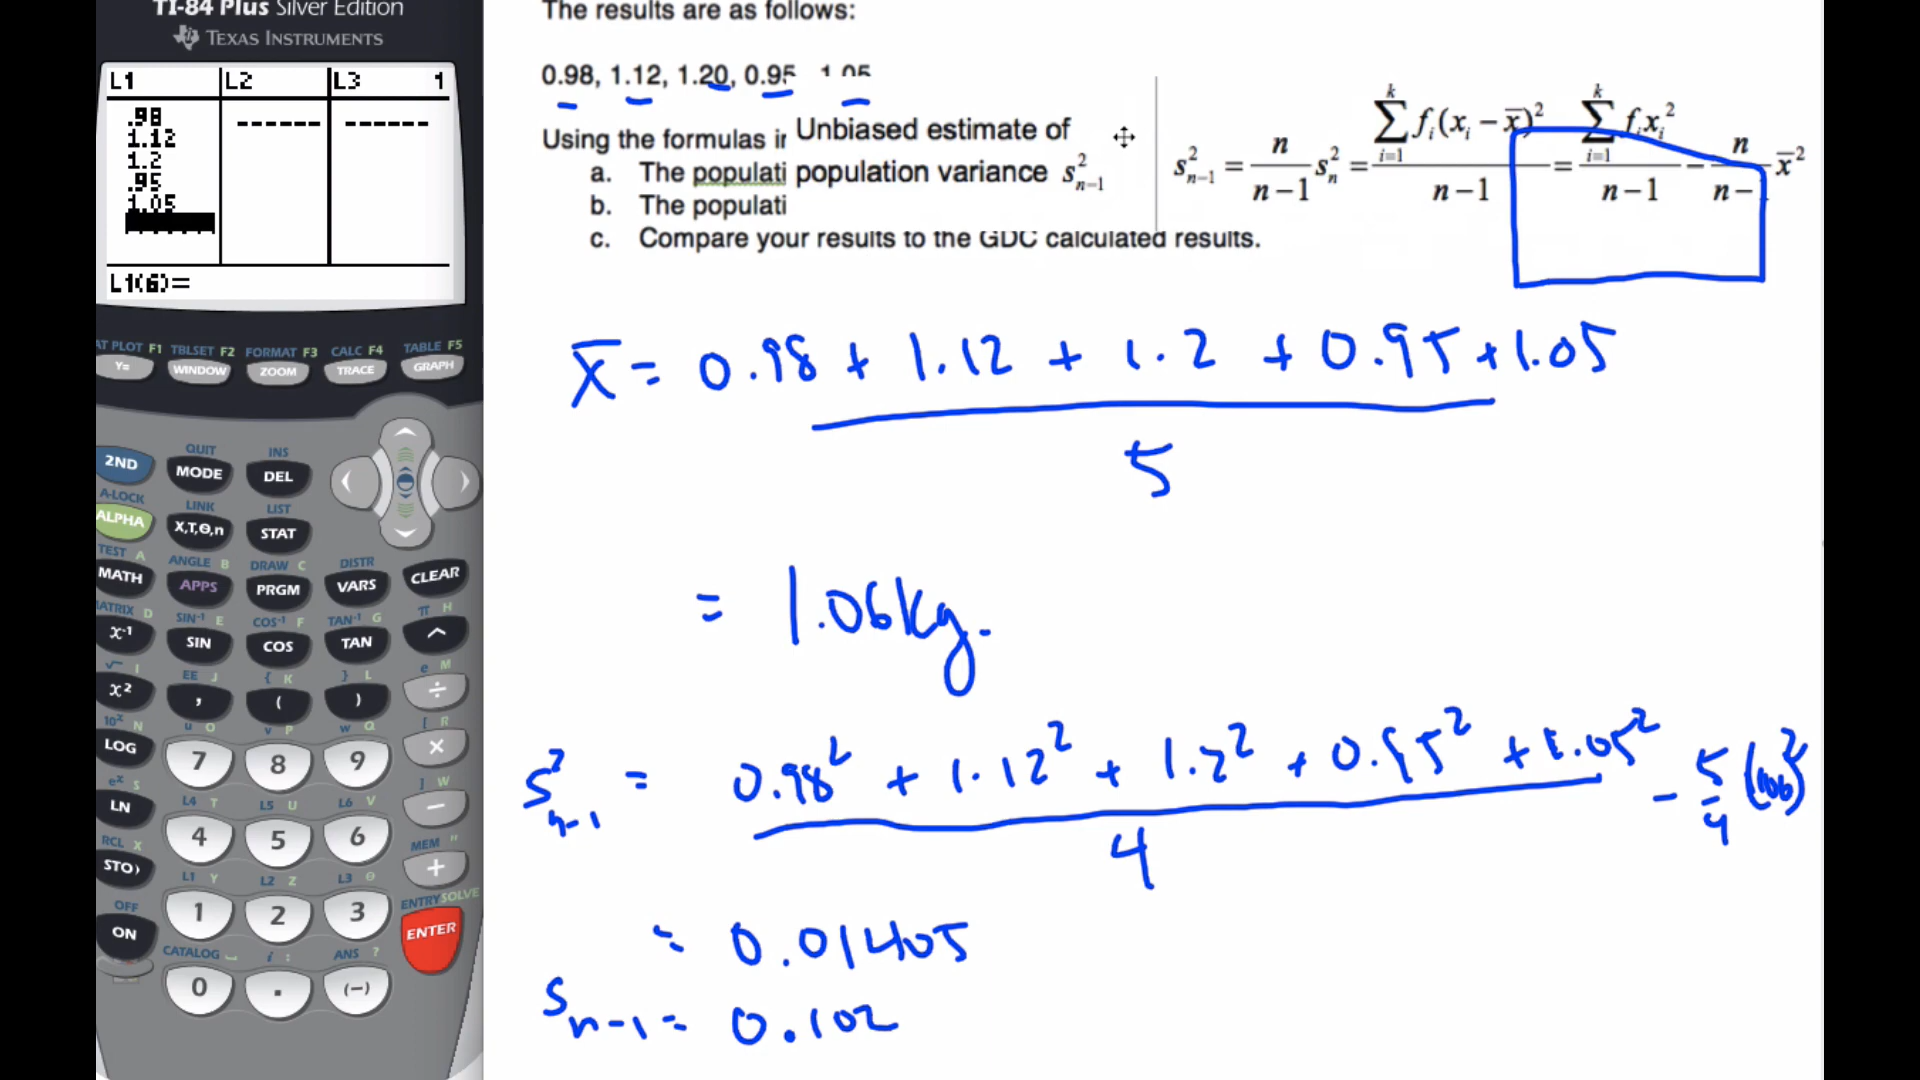 TI-84 Plus Silver Edition
TEXAS INSTRUMENTS
L1 L2 L3 1
.98
1.12
1.2
.95
1.05
L1(6)=
AT PLOT F1 TBLSET F2 FORMAT F3 CALC F4 TABLE F5
Y= WINDOW ZOOM TRACE GRAPH
QUIT INS
2ND MODE DEL
A-LOCK LINK LIST
ALPHA X,T,Θ,n STAT
TEST A ANGLE B DRAW C DISTR
MATH APPS PRGM VARS CLEAR
MATRIX D SIN⁻¹ E COS⁻¹ F TAN⁻¹ G π H
x⁻¹ SIN COS TAN ^
√ I EE J { K } L e M
x² , ( ) ÷
10ˣ N u O v P w Q [ R
LOG 7 8 9 ×
eˣ S L4 T L5 U L6 V ] W
LN 4 5 6 −
RCL X L1 Y L2 Z L3 θ MEM "
STO› 1 2 3 +
OFF CATALOG i : ANS ? ENTRY SOLVE
ON 0 . (−) ENTER
The results are as follows:
0.98, 1.12, 1.20, 0.95, 1.05
Using the formulas in
a. The populati
b. The populati
c. Compare your results to the GDC calculated results.
Unbiased estimate of
population variance s²ₙ₋₁
s²ₙ₋₁ = n/(n−1) s²ₙ = Σᵢ₌₁ᵏ fᵢ(xᵢ − x̄)² / (n−1) = Σᵢ₌₁ᵏ fᵢxᵢ² / (n−1) − n/(n− x̄²
x̄ = 0.98 + 1.12 + 1.2 + 0.95 + 1.05
5
= 1.06kg.
s²ₙ₋₁ = 0.98² + 1.12² + 1.2² + 0.95² + 1.05² − 5/4 (1.06)²
4
= 0.01405
sₙ₋₁ = 0.102